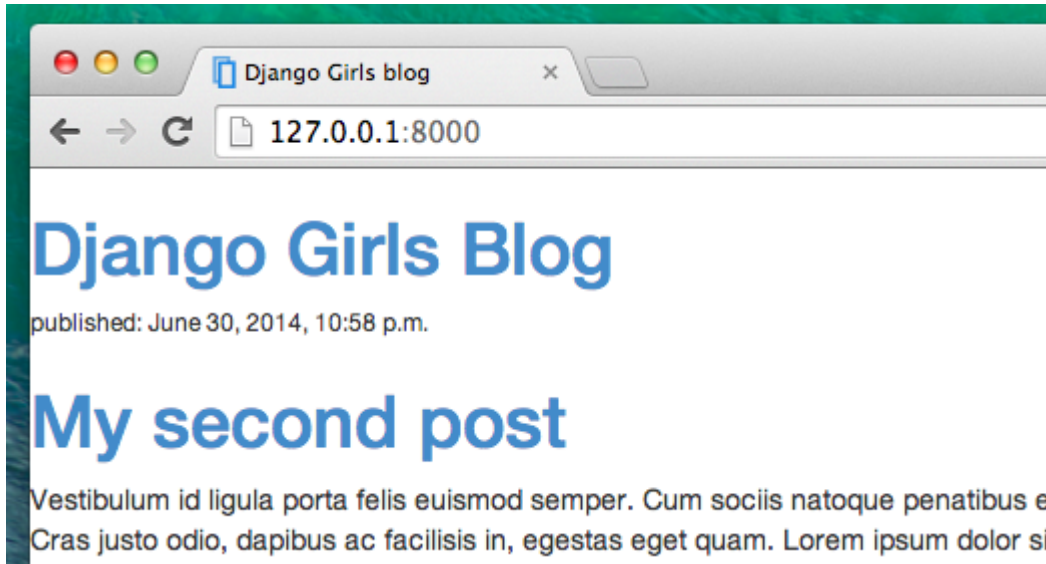 Django Girls blog
127.0.0.1:8000
Django Girls Blog
published: June 30, 2014, 10:58 p.m.
My second post
Vestibulum id ligula porta felis euismod semper. Cum sociis natoque penatibus
Cras justo odio, dapibus ac facilisis in, egestas eget quam. Lorem ipsum dolor